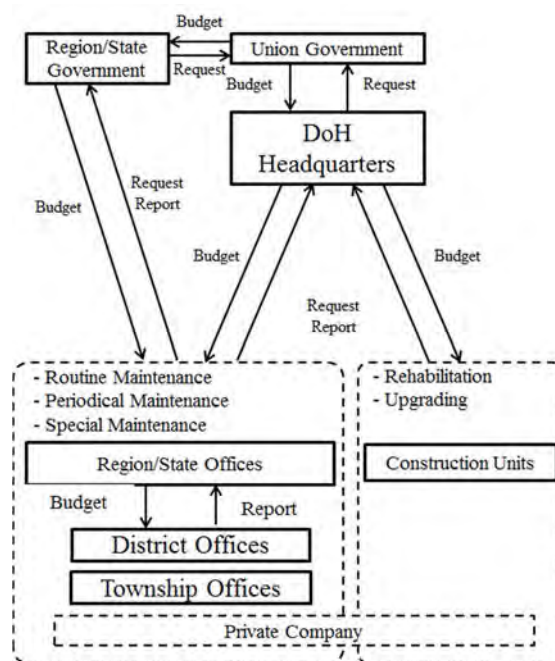 Budget
Region/State
Government
Union Government
Request
Budget
Request
DoH
Headquarters
Request
Report
Budget
Budget
Budget
Request
Report
- Routine Maintenance
- Periodical Maintenance
- Special Maintenance
- Rehabilitation
- Upgrading
Region/State Offices
Construction Units
Budget
Report
District Offices
Township Offices
Private Company